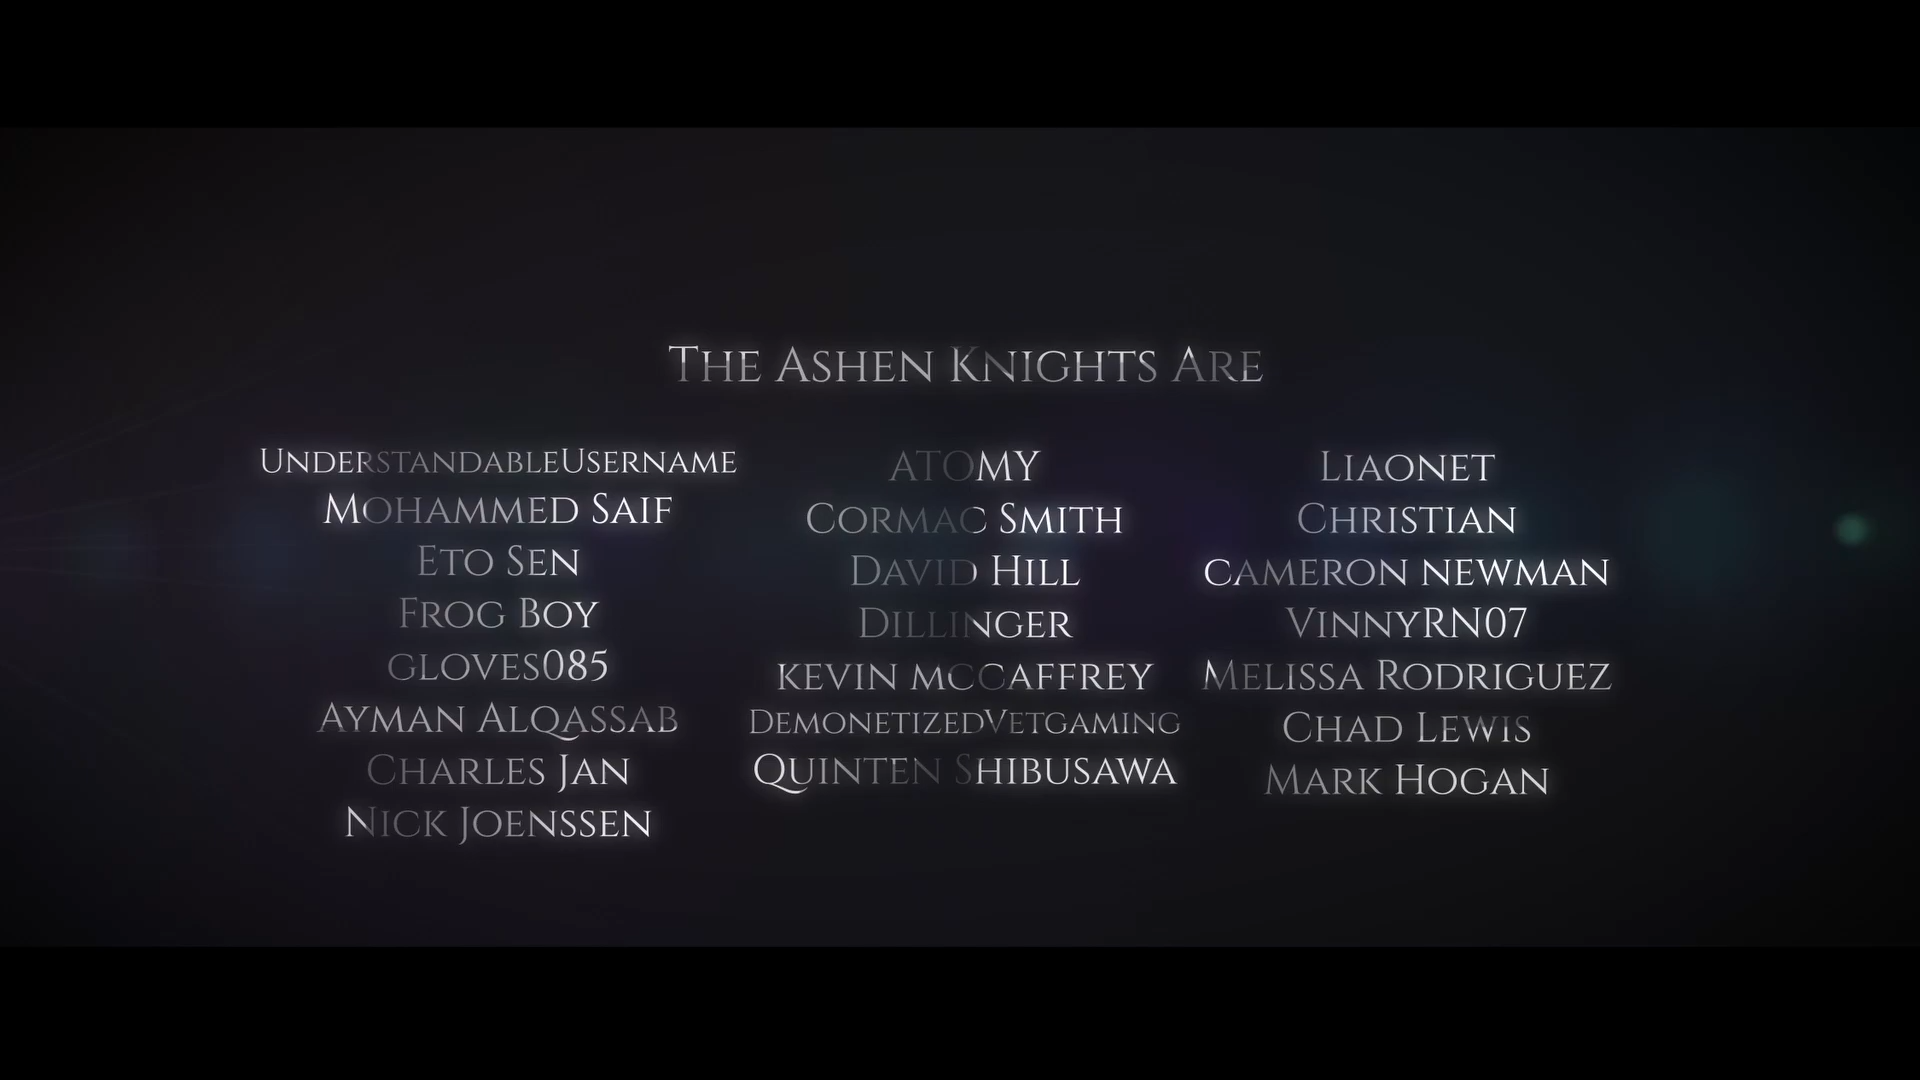 The Ashen Knights Are
UnderstandableUsername
Mohammed Saif
Eto Sen
Frog Boy
gloves085
Ayman Alqassab
Charles Jan
Nick Joenssen
atomy
Cormac Smith
David Hill
Dillinger
kevin mccaffrey
DemonetizedVetgaming
Quinten Shibusawa
Liaonet
Christian
cameron newman
VinnyRN07
Melissa Rodriguez
Chad Lewis
Mark Hogan